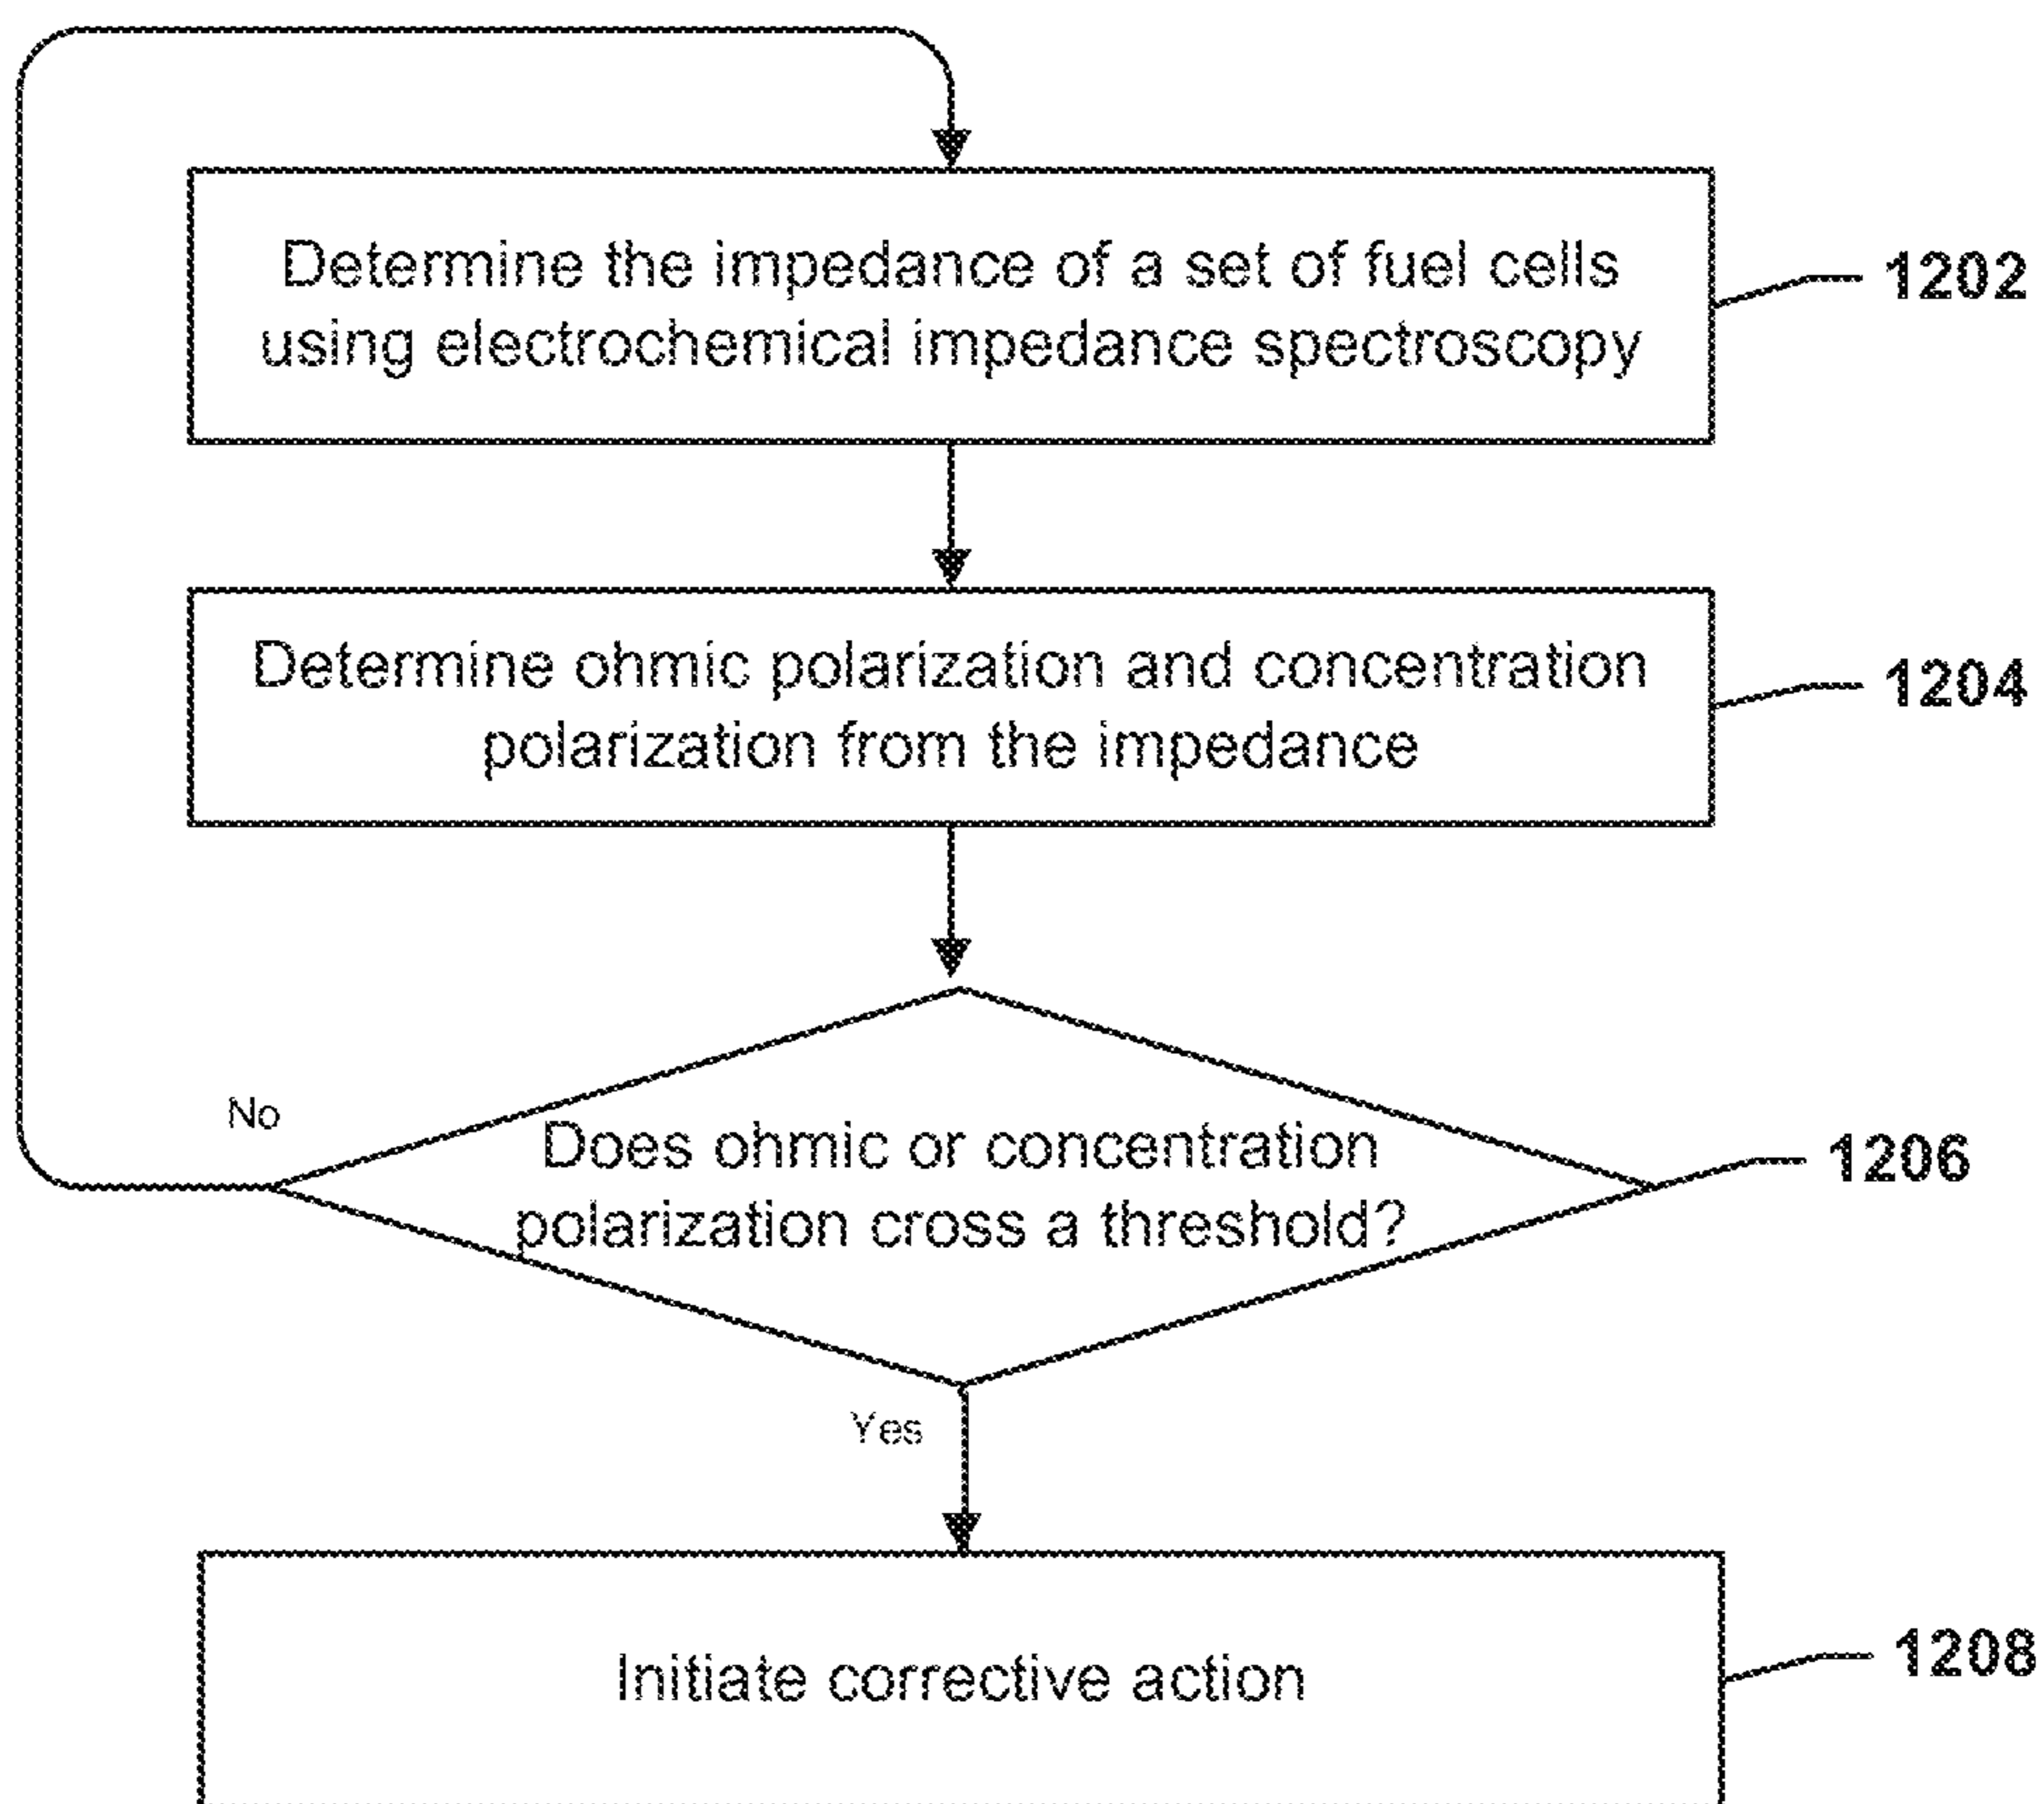 Determine the impedance of a set of fuel cells
using electrochemical impedance spectroscopy
1202
Determine ohmic polarization and concentration
polarization from the impedance
1204
No
Does ohmic or concentration
polarization cross a threshold?
1206
Yes
Initiate corrective action
1208